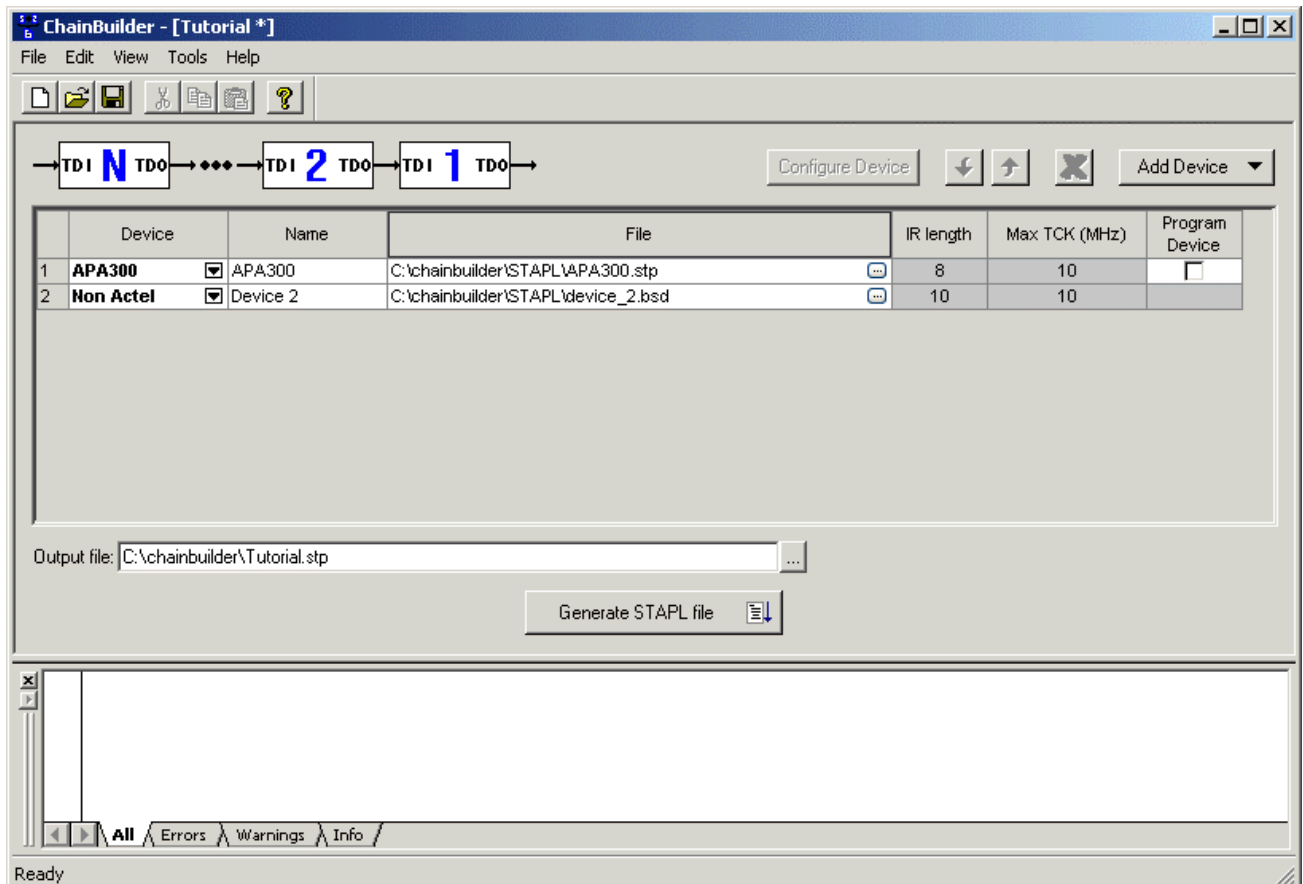 ChainBuilder - [Tutorial *]
File Edit View Tools Help
TDI N TDO TDI 2 TDO TDI 1 TDO Configure Device Add Device
Device Name File IR length Max TCK (MHz) Program Device
1 APA300 APA300 C:\chainbuilder\STAPL\APA300.stp ... 8 10
2 Non Actel Device 2 C:\chainbuilder\STAPL\device_2.bsd ... 10 10
Output file: C:\chainbuilder\Tutorial.stp ...
Generate STAPL file
All Errors Warnings Info
Ready